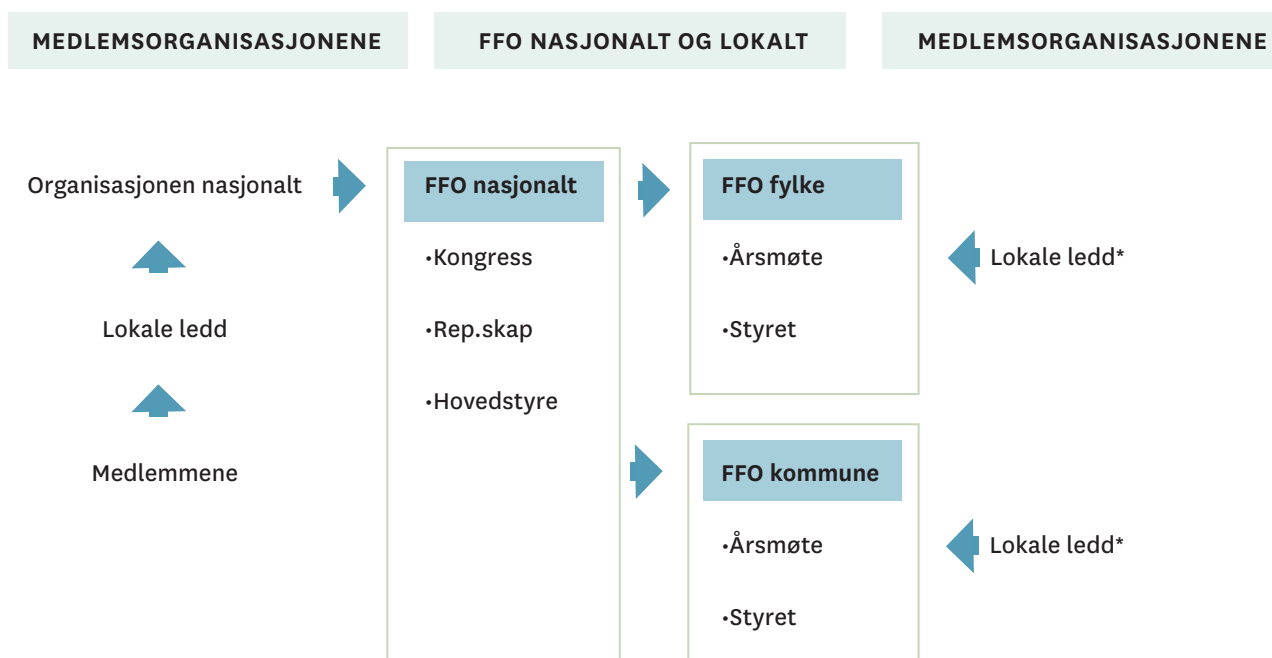 MEDLEMSORGANISASJONENE
FFO NASJONALT OG LOKALT
MEDLEMSORGANISASJONENE
Organisasjonen nasjonalt
Lokale ledd
Medlemmene
FFO nasjonalt
•Kongress
•Rep.skap
•Hovedstyre
FFO fylke
•Årsmøte
•Styret
FFO kommune
•Årsmøte
•Styret
Lokale ledd*
Lokale ledd*